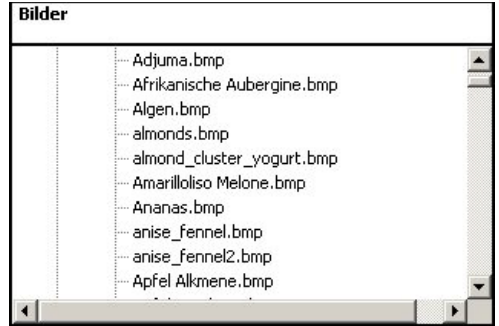 Bilder
Adjuma.bmp
Afrikanische Aubergine.bmp
Algen.bmp
almonds.bmp
almond_cluster_yogurt.bmp
Amarilloliso Melone.bmp
Ananas.bmp
anise_fennel.bmp
anise_fennel2.bmp
Apfel Alkmene.bmp